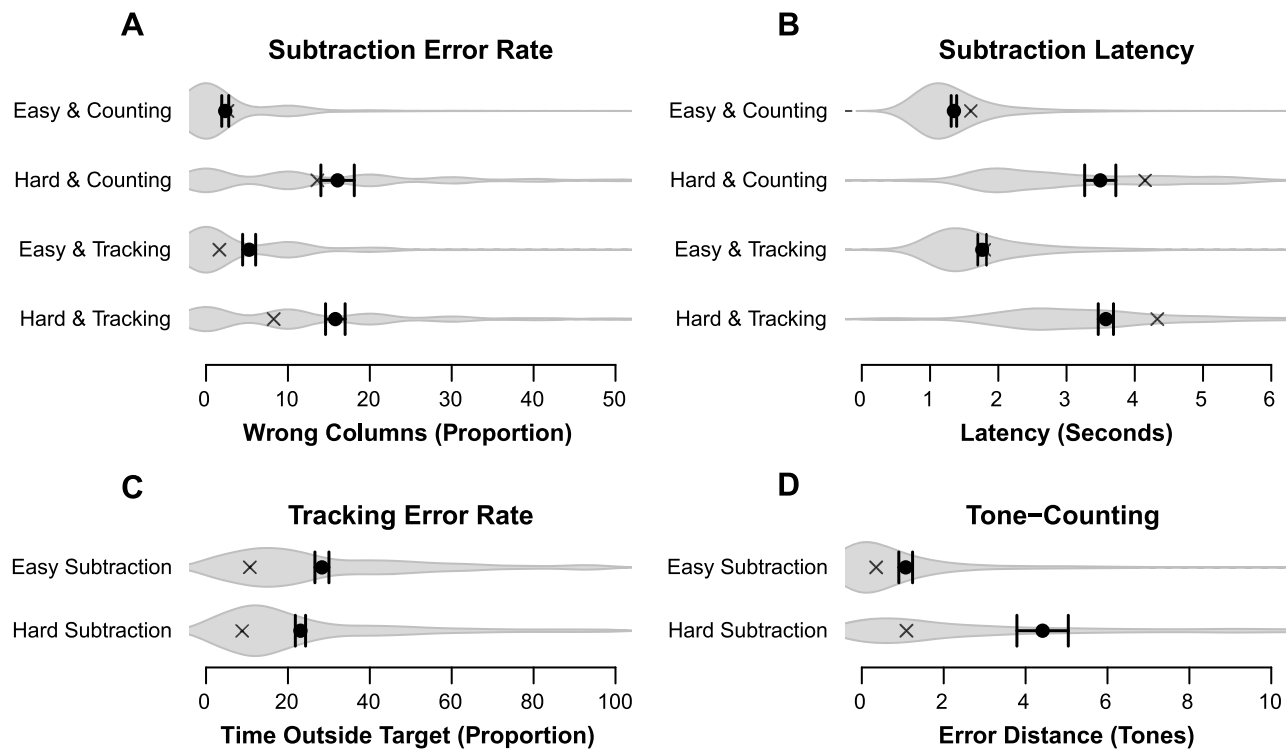 A
Subtraction Error Rate
Easy & Counting
Hard & Counting
Easy & Tracking
Hard & Tracking
0 10 20 30 40 50
Wrong Columns (Proportion)
B
Subtraction Latency
Easy & Counting
Hard & Counting
Easy & Tracking
Hard & Tracking
0 1 2 3 4 5 6
Latency (Seconds)
C
Tracking Error Rate
Easy Subtraction
Hard Subtraction
0 20 40 60 80 100
Time Outside Target (Proportion)
D
Tone−Counting
Easy Subtraction
Hard Subtraction
0 2 4 6 8 10
Error Distance (Tones)